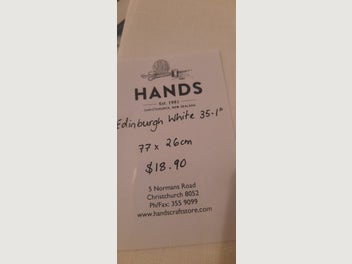 HANDS
Est. 1981
CHRISTCHURCH, NEW ZEALAND
Edinburgh White 35-1"
77 x 26cm
$18.90
5 Normans Road
Christchurch 8052
Ph/Fax: 355 9099
www.handscraftstore.com